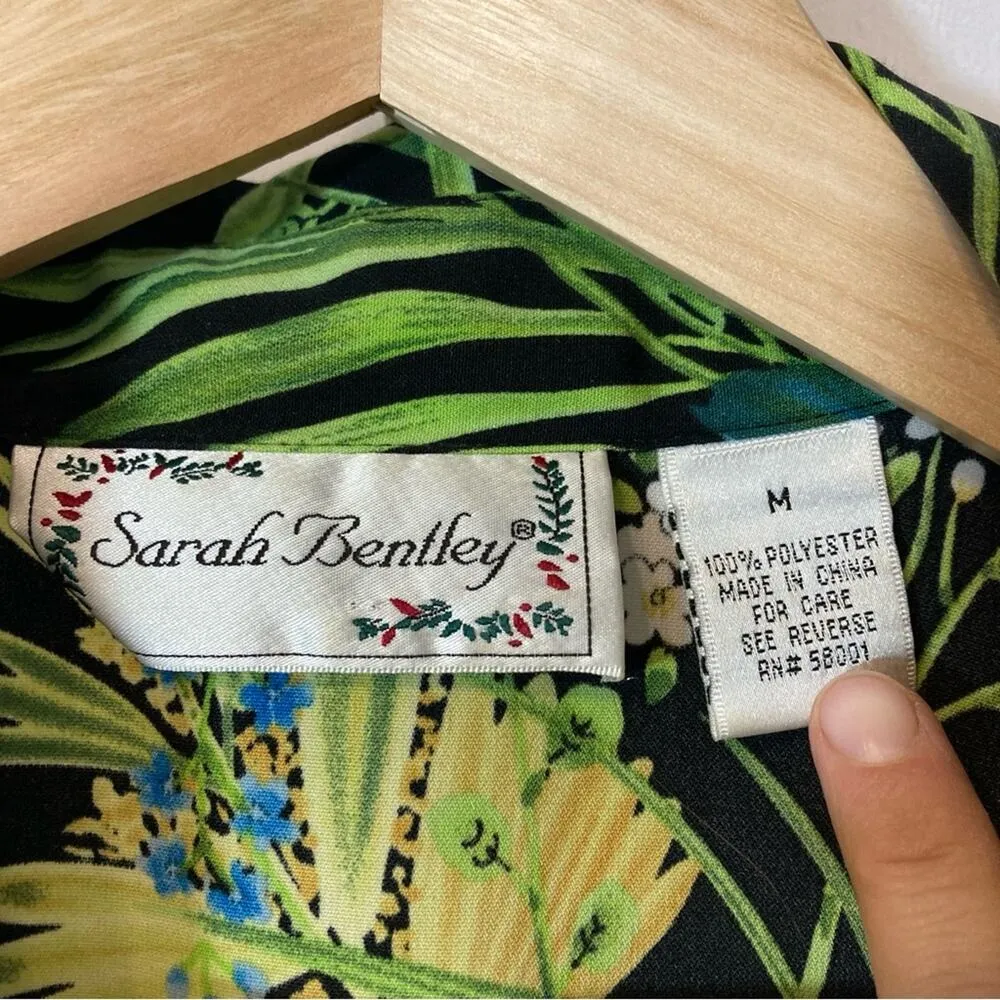 Sarah Bentley®
M
100% POLYESTER
MADE IN CHINA
FOR CARE
SEE REVERSE
RN# 58001